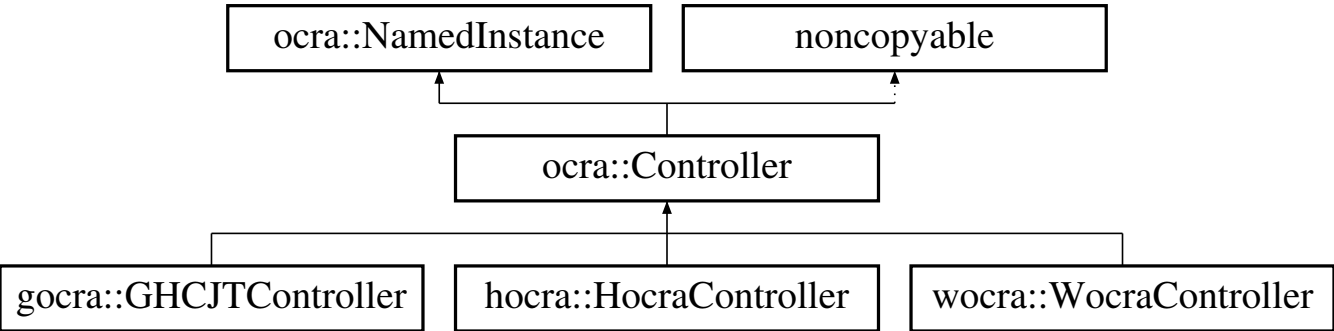 ocra::NamedInstance
noncopyable
ocra::Controller
gocra::GHCJTController
hocra::HocraController
wocra::WocraController